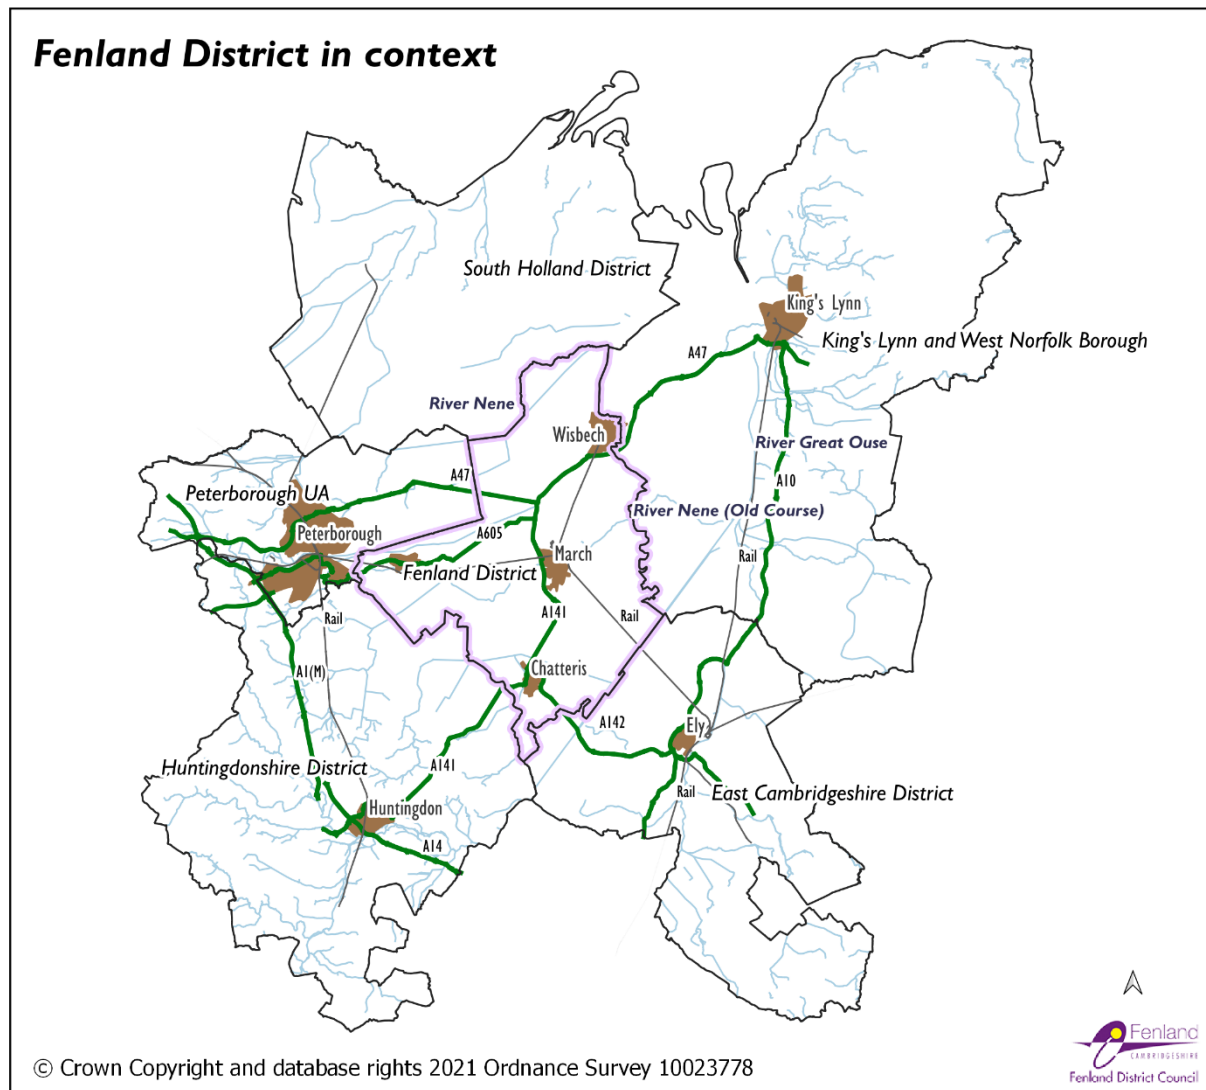 Fenland District in context
South Holland District
King's Lynn
King's Lynn and West Norfolk Borough
A47
River Nene
Wisbech
River Great Ouse
A47
A10
Peterborough UA
River Nene (Old Course)
Peterborough
A605
March
Rail
Fenland District
Rail
A141
Rail
A1(M)
Chatteris
A142
Ely
A141
Huntingdonshire District
Rail
East Cambridgeshire District
Huntingdon
A14
Fenland
CAMBRIDGESHIRE
Fenland District Council
© Crown Copyright and database rights 2021 Ordnance Survey 10023778